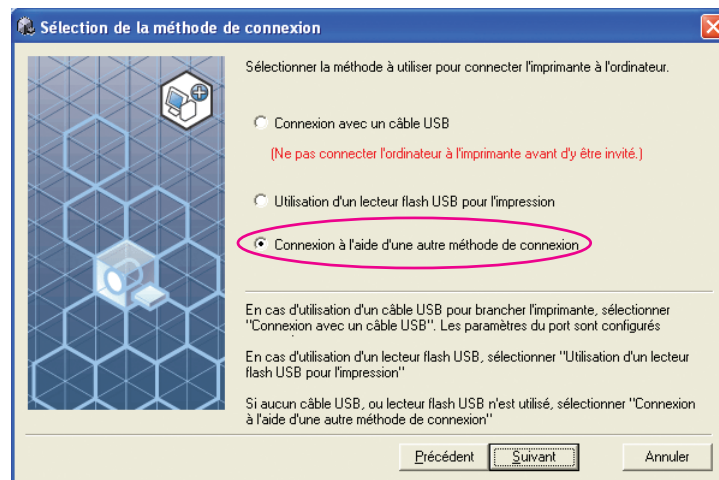 Sélection de la méthode de connexion
Sélectionner la méthode à utiliser pour connecter l'imprimante à l'ordinateur.
Connexion avec un câble USB
(Ne pas connecter l'ordinateur à l'imprimante avant d'y être invité.)
Utilisation d'un lecteur flash USB pour l'impression
Connexion à l'aide d'une autre méthode de connexion
En cas d'utilisation d'un câble USB pour brancher l'imprimante, sélectionner
"Connexion avec un câble USB". Les paramètres du port sont configurés
En cas d'utilisation d'un lecteur flash USB, sélectionner "Utilisation d'un lecteur
flash USB pour l'impression"
Si aucun câble USB, ou lecteur flash USB n'est utilisé, sélectionner "Connexion
à l'aide d'une autre méthode de connexion"
Précédent Suivant Annuler